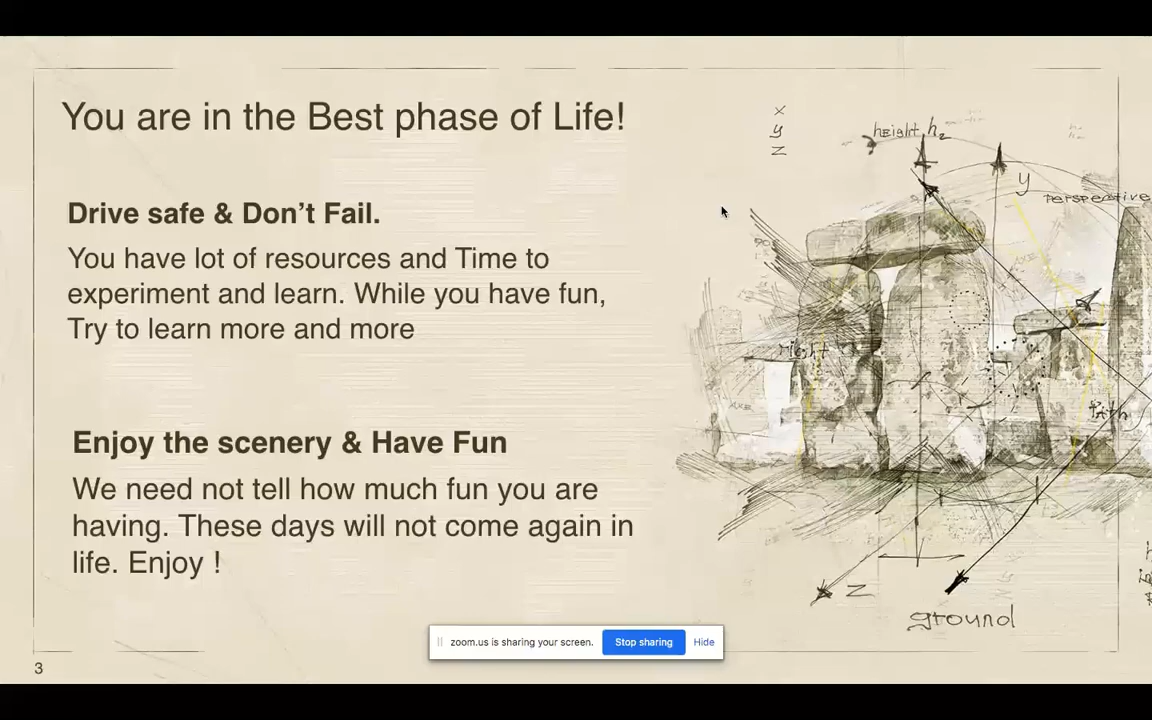 You are in the Best phase of Life!
Drive safe & Don’t Fail.
You have lot of resources and Time to
experiment and learn. While you have fun,
Try to learn more and more
Enjoy the scenery & Have Fun
We need not tell how much fun you are
having. These days will not come again in
life. Enjoy !
x
y
z
height, h₂
y
Perspective
right
Z
ground
zoom.us is sharing your screen. Stop sharing Hide
3